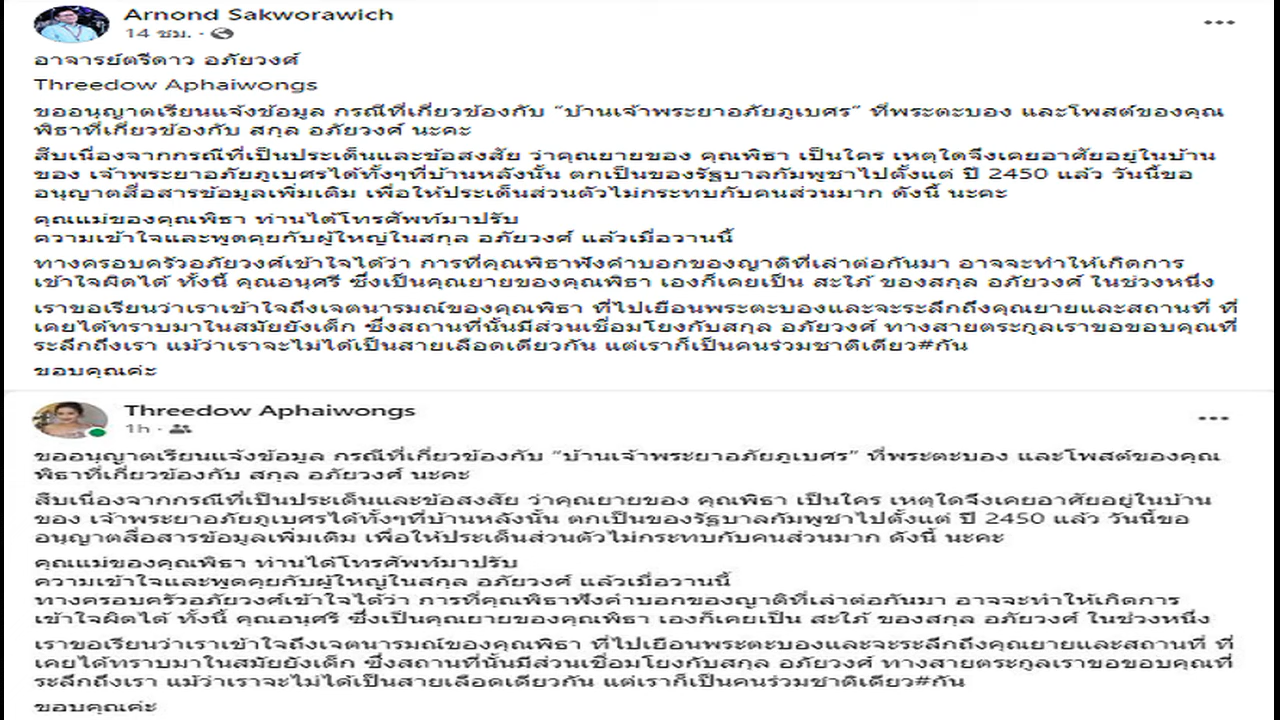 Arnond Sakworawich
14 ชม. ·
อาจารย์ตรีดาว อภัยวงศ์
Threedow Aphaiwongs
ขออนุญาตเรียนแจ้งข้อมูล กรณีที่เกี่ยวข้องกับ “บ้านเจ้าพระยาอภัยภูเบศร” ที่พระตะบอง และโพสต์ของคุณ
พิธาที่เกี่ยวข้องกับ สกุล อภัยวงศ์ นะคะ
สืบเนื่องจากกรณีที่เป็นประเด็นและข้อสงสัย ว่าคุณยายของ คุณพิธา เป็นใคร เหตุใดจึงเคยอาศัยอยู่ในบ้าน
ของ เจ้าพระยาอภัยภูเบศรได้ทั้งๆที่บ้านหลังนั้น ตกเป็นของรัฐบาลกัมพูชาไปตั้งแต่ ปี 2450 แล้ว วันนี้ขอ
อนุญาตสื่อสารข้อมูลเพิ่มเติม เพื่อให้ประเด็นส่วนตัวไม่กระทบกับคนส่วนมาก ดังนี้ นะคะ
คุณแม่ของคุณพิธา ท่านได้โทรศัพท์มาปรับ
ความเข้าใจและพูดคุยกับผู้ใหญ่ในสกุล อภัยวงศ์ แล้วเมื่อวานนี้
ทางครอบครัวอภัยวงศ์เข้าใจได้ว่า การที่คุณพิธาฟังคำบอกของญาติที่เล่าต่อกันมา อาจจะทำให้เกิดการ
เข้าใจผิดได้ ทั้งนี้ คุณอนุศรี ซึ่งเป็นคุณยายของคุณพิธา เองก็เคยเป็น สะใภ้ ของสกุล อภัยวงศ์ ในช่วงหนึ่ง
เราขอเรียนว่าเราเข้าใจถึงเจตนารมณ์ของคุณพิธา ที่ไปเยือนพระตะบองและจะระลึกถึงคุณยายและสถานที่ ที่
เคยได้ทราบมาในสมัยยังเด็ก ซึ่งสถานที่นั้นมีส่วนเชื่อมโยงกับสกุล อภัยวงศ์ ทางสายตระกูลเราขอขอบคุณที่
ระลึกถึงเรา แม้ว่าเราจะไม่ได้เป็นสายเลือดเดียวกัน แต่เราก็เป็นคนร่วมชาติเดียว#กัน
ขอบคุณค่ะ
Threedow Aphaiwongs
1h ·
ขออนุญาตเรียนแจ้งข้อมูล กรณีที่เกี่ยวข้องกับ “บ้านเจ้าพระยาอภัยภูเบศร” ที่พระตะบอง และโพสต์ของคุณ
พิธาที่เกี่ยวข้องกับ สกุล อภัยวงศ์ นะคะ
สืบเนื่องจากกรณีที่เป็นประเด็นและข้อสงสัย ว่าคุณยายของ คุณพิธา เป็นใคร เหตุใดจึงเคยอาศัยอยู่ในบ้าน
ของ เจ้าพระยาอภัยภูเบศรได้ทั้งๆที่บ้านหลังนั้น ตกเป็นของรัฐบาลกัมพูชาไปตั้งแต่ ปี 2450 แล้ว วันนี้ขอ
อนุญาตสื่อสารข้อมูลเพิ่มเติม เพื่อให้ประเด็นส่วนตัวไม่กระทบกับคนส่วนมาก ดังนี้ นะคะ
คุณแม่ของคุณพิธา ท่านได้โทรศัพท์มาปรับ
ความเข้าใจและพูดคุยกับผู้ใหญ่ในสกุล อภัยวงศ์ แล้วเมื่อวานนี้
ทางครอบครัวอภัยวงศ์เข้าใจได้ว่า การที่คุณพิธาฟังคำบอกของญาติที่เล่าต่อกันมา อาจจะทำให้เกิดการ
เข้าใจผิดได้ ทั้งนี้ คุณอนุศรี ซึ่งเป็นคุณยายของคุณพิธา เองก็เคยเป็น สะใภ้ ของสกุล อภัยวงศ์ ในช่วงหนึ่ง
เราขอเรียนว่าเราเข้าใจถึงเจตนารมณ์ของคุณพิธา ที่ไปเยือนพระตะบองและจะระลึกถึงคุณยายและสถานที่ ที่
เคยได้ทราบมาในสมัยยังเด็ก ซึ่งสถานที่นั้นมีส่วนเชื่อมโยงกับสกุล อภัยวงศ์ ทางสายตระกูลเราขอขอบคุณที่
ระลึกถึงเรา แม้ว่าเราจะไม่ได้เป็นสายเลือดเดียวกัน แต่เราก็เป็นคนร่วมชาติเดียว#กัน
ขอบคุณค่ะ